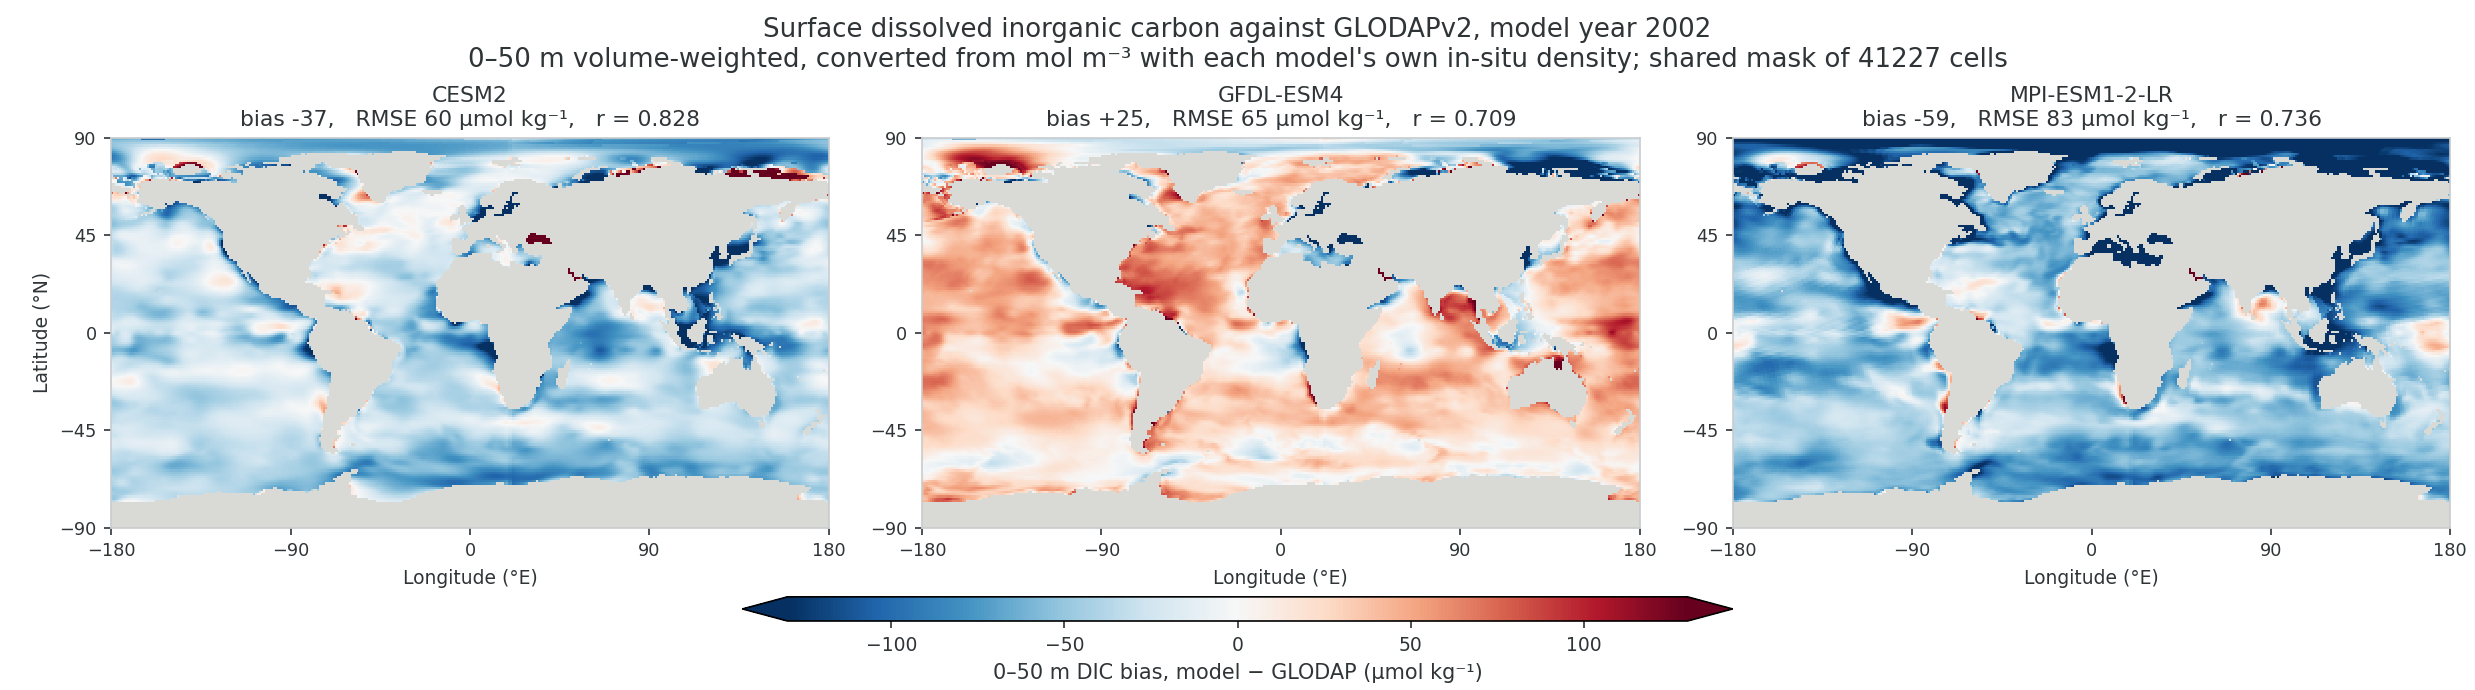 Surface dissolved inorganic carbon against GLODAPv2, model year 2002
0–50 m volume-weighted, converted from mol m⁻³ with each model's own in-situ density; shared mask of 41227 cells
CESM2
bias -37, RMSE 60 µmol kg⁻¹, r = 0.828
GFDL-ESM4
bias +25, RMSE 65 µmol kg⁻¹, r = 0.709
MPI-ESM1-2-LR
bias -59, RMSE 83 µmol kg⁻¹, r = 0.736
Latitude (°N)
90
45
0
−45
−90
−180
−90
0
90
180
Longitude (°E)
90
45
0
−45
−90
−180
−90
0
90
180
Longitude (°E)
90
45
0
−45
−90
−180
−90
0
90
180
Longitude (°E)
−100
−50
0
50
100
0–50 m DIC bias, model − GLODAP (µmol kg⁻¹)